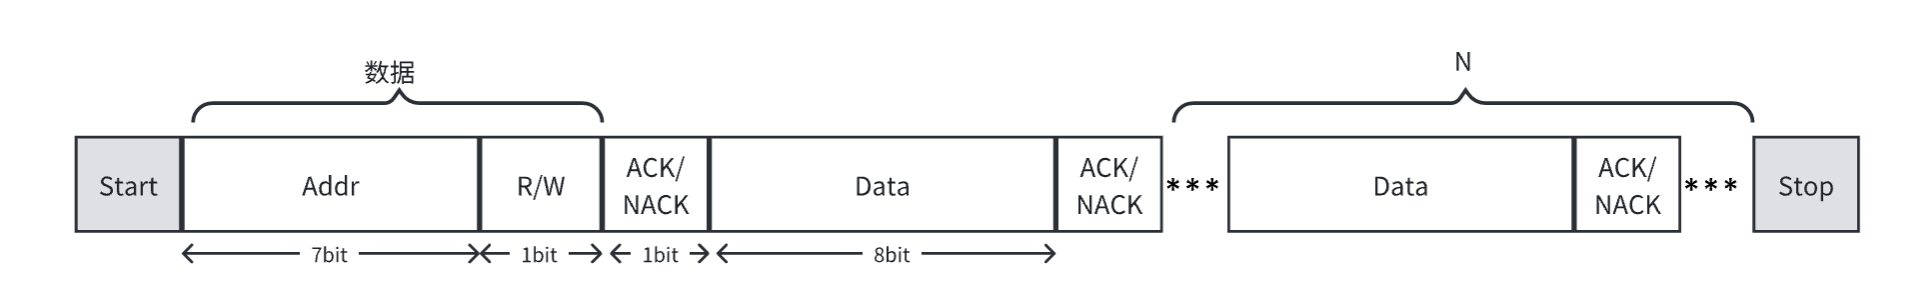 数据
N
Start
Addr
R/W
ACK/
NACK
Data
ACK/
NACK
***
Data
ACK/
NACK
***
Stop
7bit
1bit
1bit
8bit